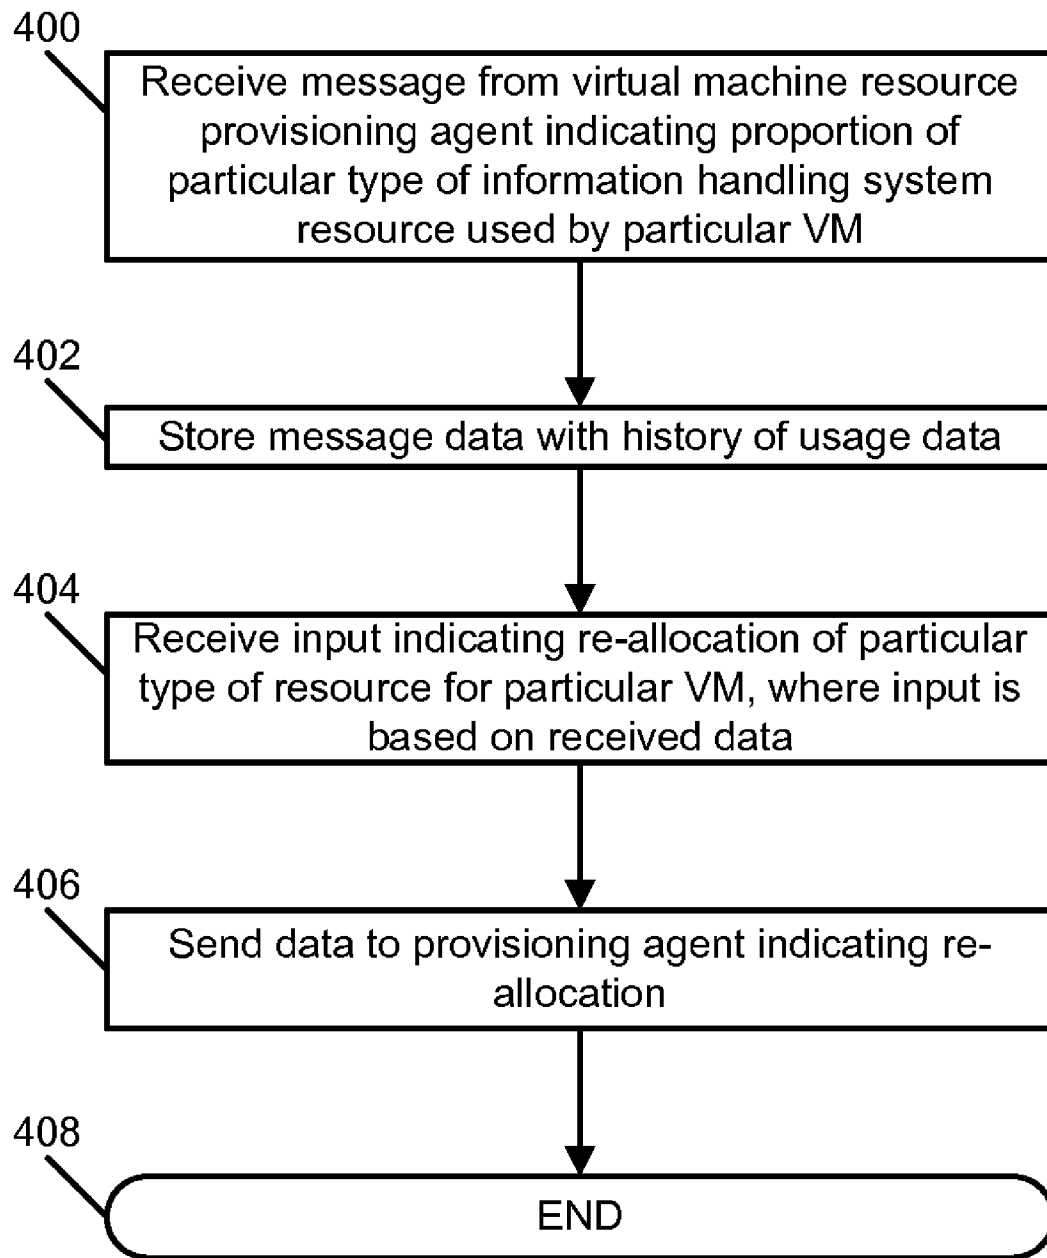 400
Receive message from virtual machine resource
provisioning agent indicating proportion of
particular type of information handling system
resource used by particular VM
402
Store message data with history of usage data
404
Receive input indicating re-allocation of particular
type of resource for particular VM, where input is
based on received data
406
Send data to provisioning agent indicating re-
allocation
408
END